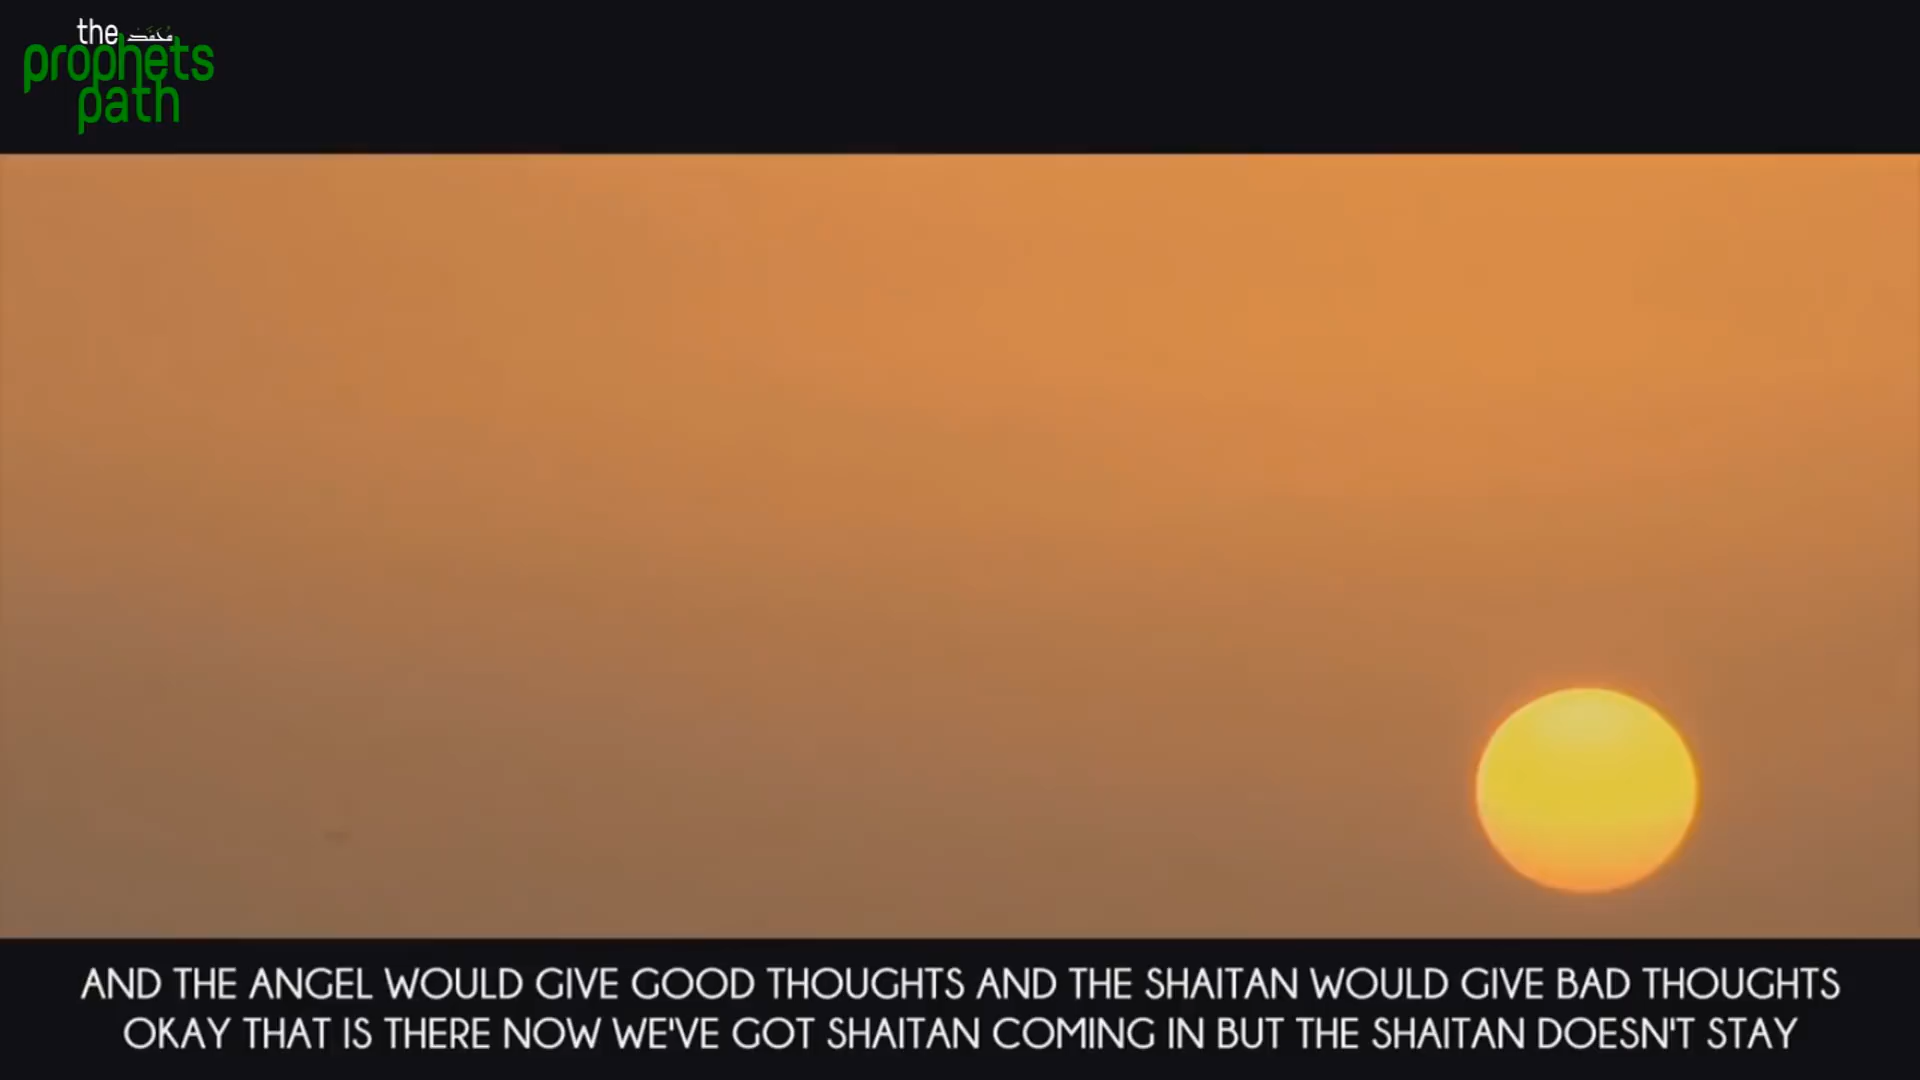 the مُحَمَّد
prophets
path
AND THE ANGEL WOULD GIVE GOOD THOUGHTS AND THE SHAITAN WOULD GIVE BAD THOUGHTS
OKAY THAT IS THERE NOW WE'VE GOT SHAITAN COMING IN BUT THE SHAITAN DOESN'T STAY